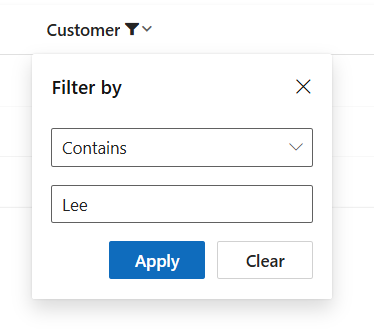 Customer
Filter by
Contains
Lee
Apply Clear